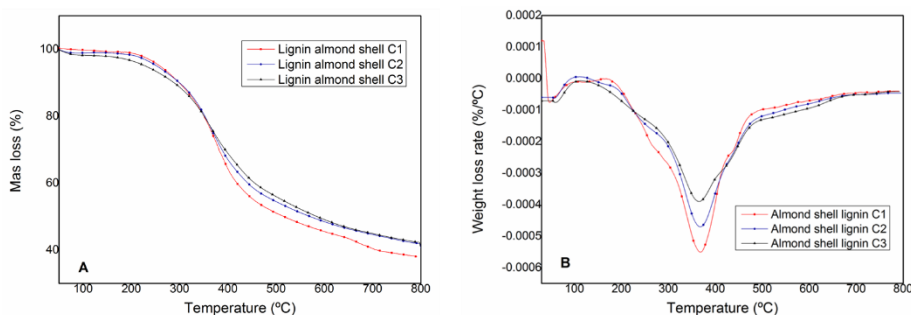 100
80
60
40
Mas loss (%)
Lignin almond shell C1
Lignin almond shell C2
Lignin almond shell C3
A
100 200 300 400 500 600 700 800
Temperature (ºC)
0.0002
0.0001
0.0000
-0.0001
-0.0002
-0.0003
-0.0004
-0.0005
-0.0006
Weight loss rate (%/ºC)
Almond shell lignin C1
Almond shell lignin C2
Almond shell lignin C3
B
100 200 300 400 500 600 700 800
Temperature (ºC)